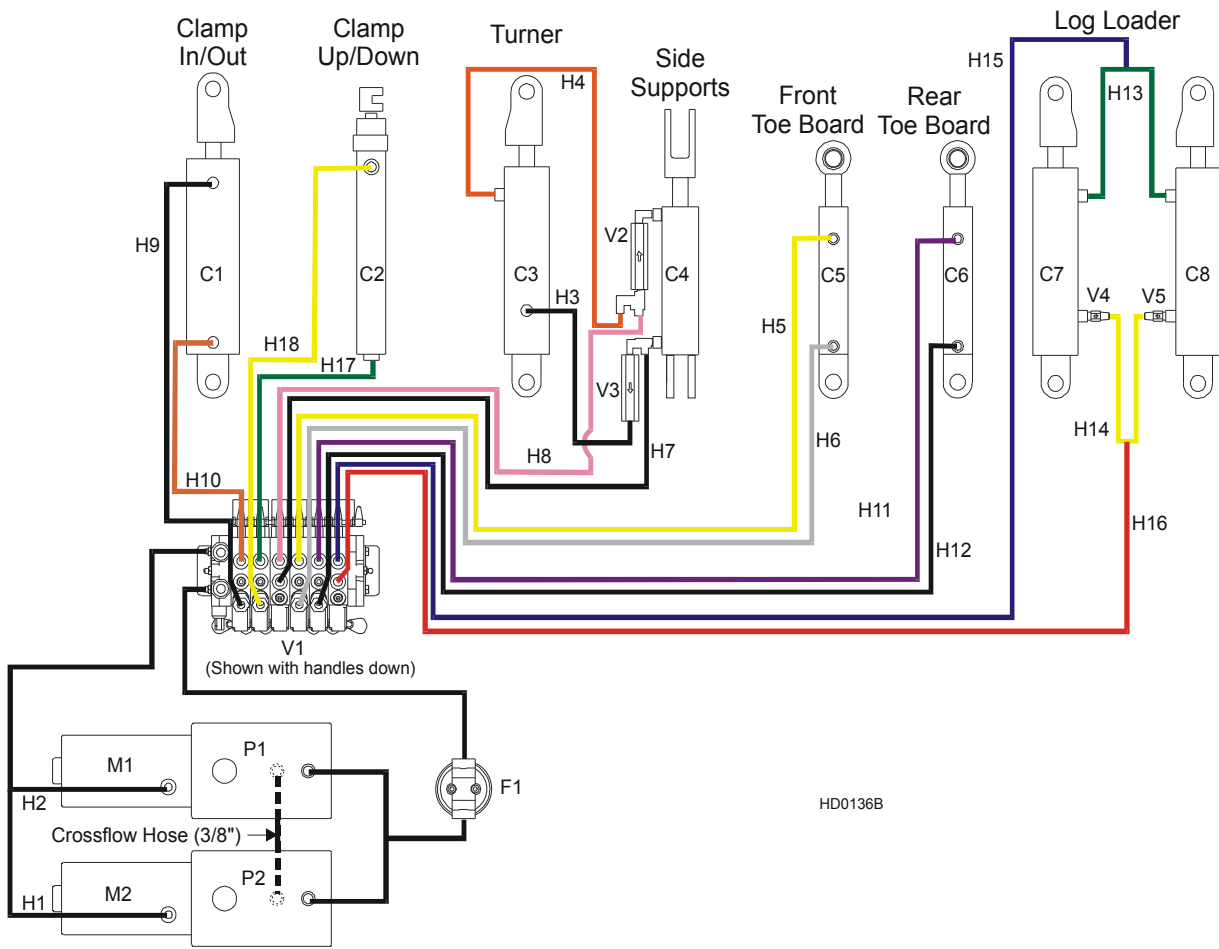 Clamp
In/Out
Clamp
Up/Down
Turner
Side
Supports
Front
Toe Board
Rear
Toe Board
Log Loader
H15
H4
H13
H9
V2
C1
C2
C3
C4
C5
C6
C7
C8
H3
V4
V5
H5
H18
H17
V3
H14
H6
H8
H7
H10
H11
H16
H12
V1
(Shown with handles down)
P1
M1
F1
H2
HD0136B
Crossflow Hose (3/8")
P2
M2
H1